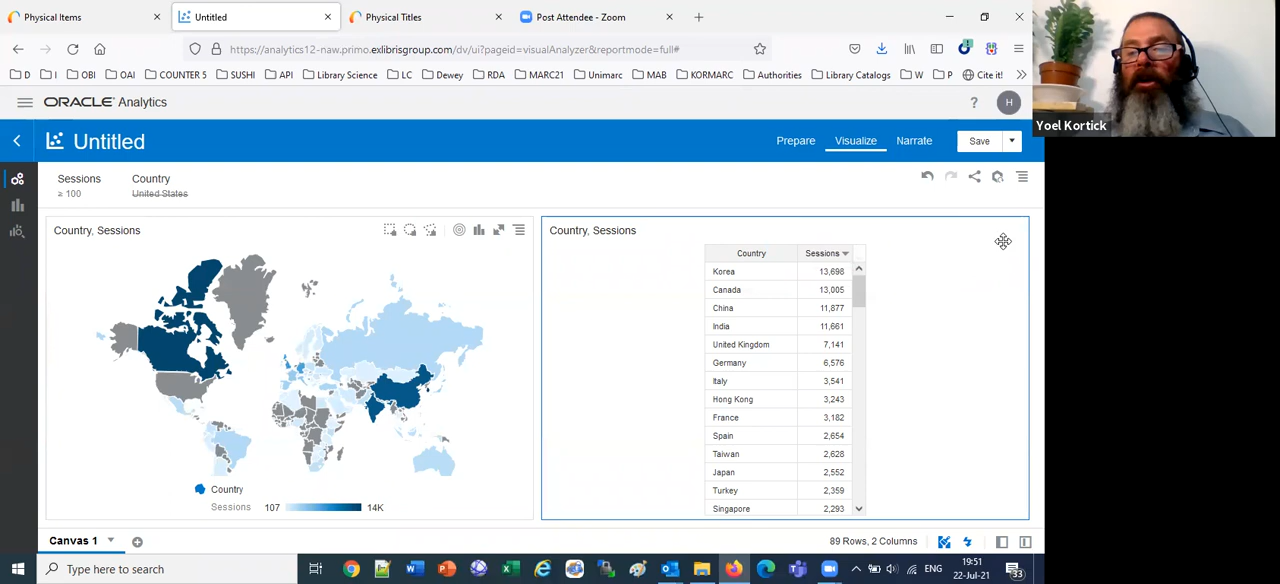 Physical Items
Untitled
Physical Titles
Post Attendee - Zoom
https://analytics12-naw.primo.exlibrisgroup.com/dv/ui?pageid=visualAnalyzer&reportmode=full#
D
I
OBI
OAI
COUNTER 5
SUSHI
API
Library Science
LC
Dewey
RDA
MARC21
Unimarc
MAB
KORMARC
Authorities
Library Catalogs
W
P
Cite it!
Yoel Kortick
ORACLE Analytics
?
H
Untitled
Prepare
Visualize
Narrate
Save
Sessions
≥ 100
Country
United States
Country, Sessions
Country
Sessions 107 14K
Country, Sessions
Country Sessions
Korea 13,698
Canada 13,005
China 11,877
India 11,661
United Kingdom 7,141
Germany 6,576
Italy 3,541
Hong Kong 3,243
France 3,182
Spain 2,654
Taiwan 2,628
Japan 2,552
Turkey 2,359
Singapore 2,293
Canvas 1
89 Rows, 2 Columns
Type here to search
ENG
19:51
22-Jul-21
33